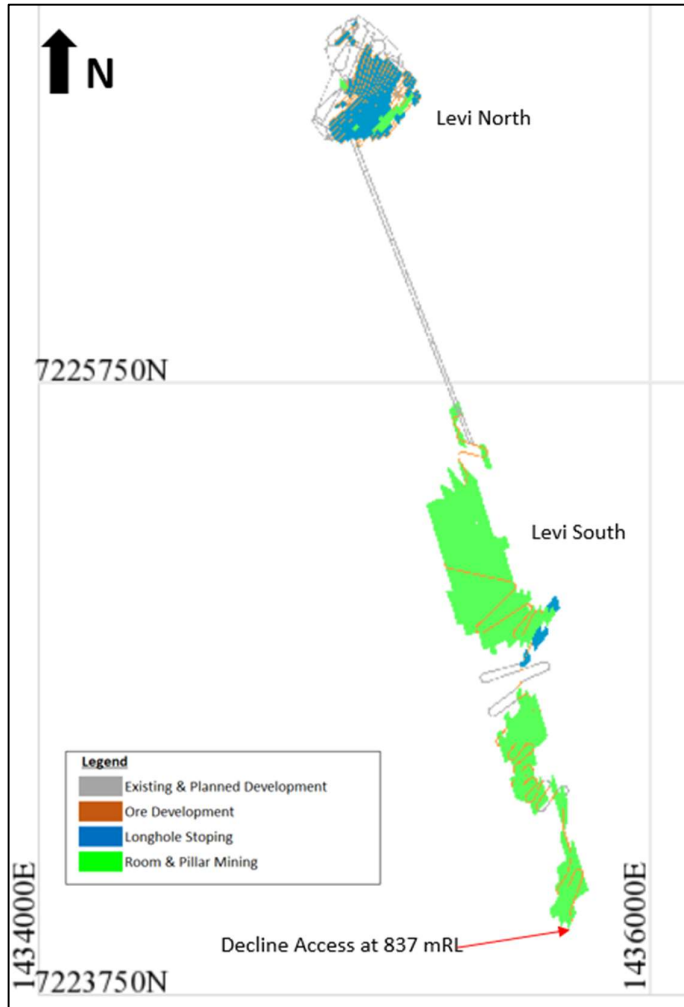 N
Levi North
7225750N
Levi South
Legend
Existing & Planned Development
Ore Development
Longhole Stoping
Room & Pillar Mining
1434000E
1436000E
Decline Access at 837 mRL
7223750N